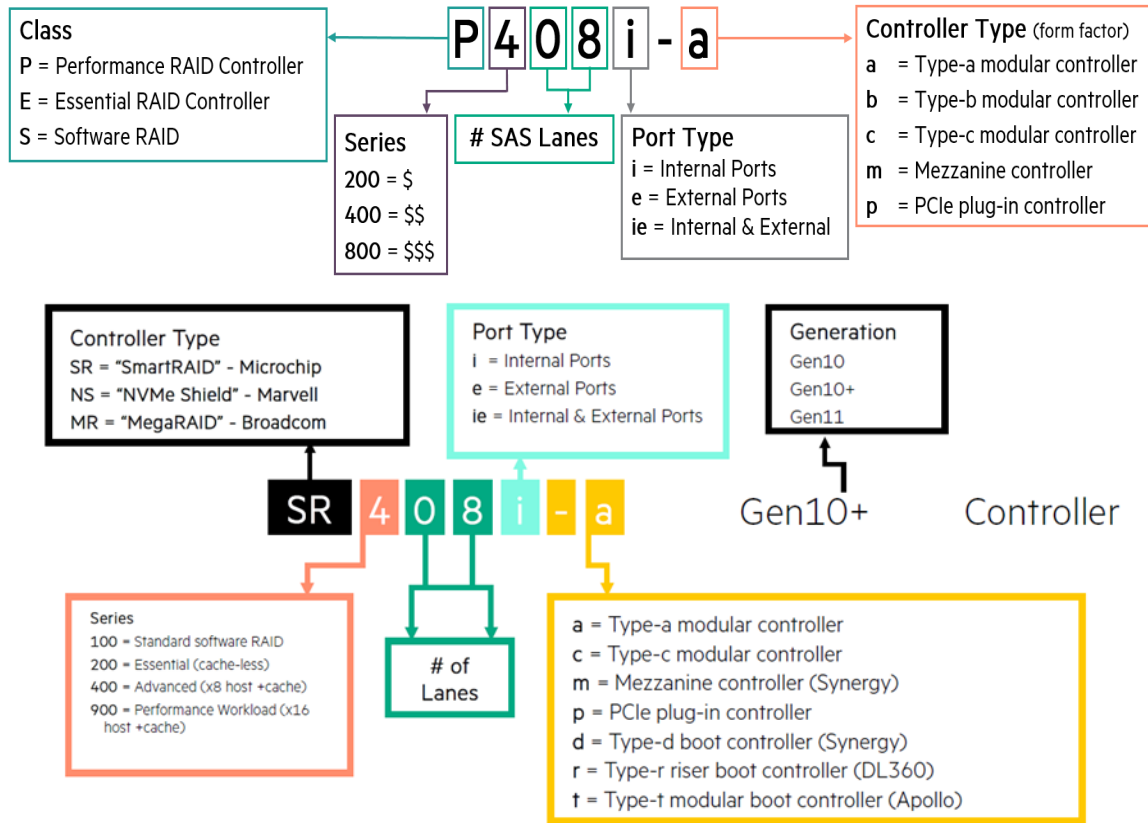 Class
P = Performance RAID Controller
E = Essential RAID Controller
S = Software RAID
P408i-a
Series
200 = $
400 = $$
800 = $$$
# SAS Lanes
Port Type
i = Internal Ports
e = External Ports
ie = Internal & External
Controller Type (form factor)
a = Type-a modular controller
b = Type-b modular controller
c = Type-c modular controller
m = Mezzanine controller
p = PCIe plug-in controller
Controller Type
SR = “SmartRAID” - Microchip
NS = “NVMe Shield” - Marvell
MR = “MegaRAID” - Broadcom
Port Type
i = Internal Ports
e = External Ports
ie = Internal & External Ports
Generation
Gen10
Gen10+
Gen11
SR 4 0 8 i - a Gen10+ Controller
Series
100 = Standard software RAID
200 = Essential (cache-less)
400 = Advanced (x8 host +cache)
900 = Performance Workload (x16
host +cache)
# of
Lanes
a = Type-a modular controller
c = Type-c modular controller
m = Mezzanine controller (Synergy)
p = PCIe plug-in controller
d = Type-d boot controller (Synergy)
r = Type-r riser boot controller (DL360)
t = Type-t modular boot controller (Apollo)